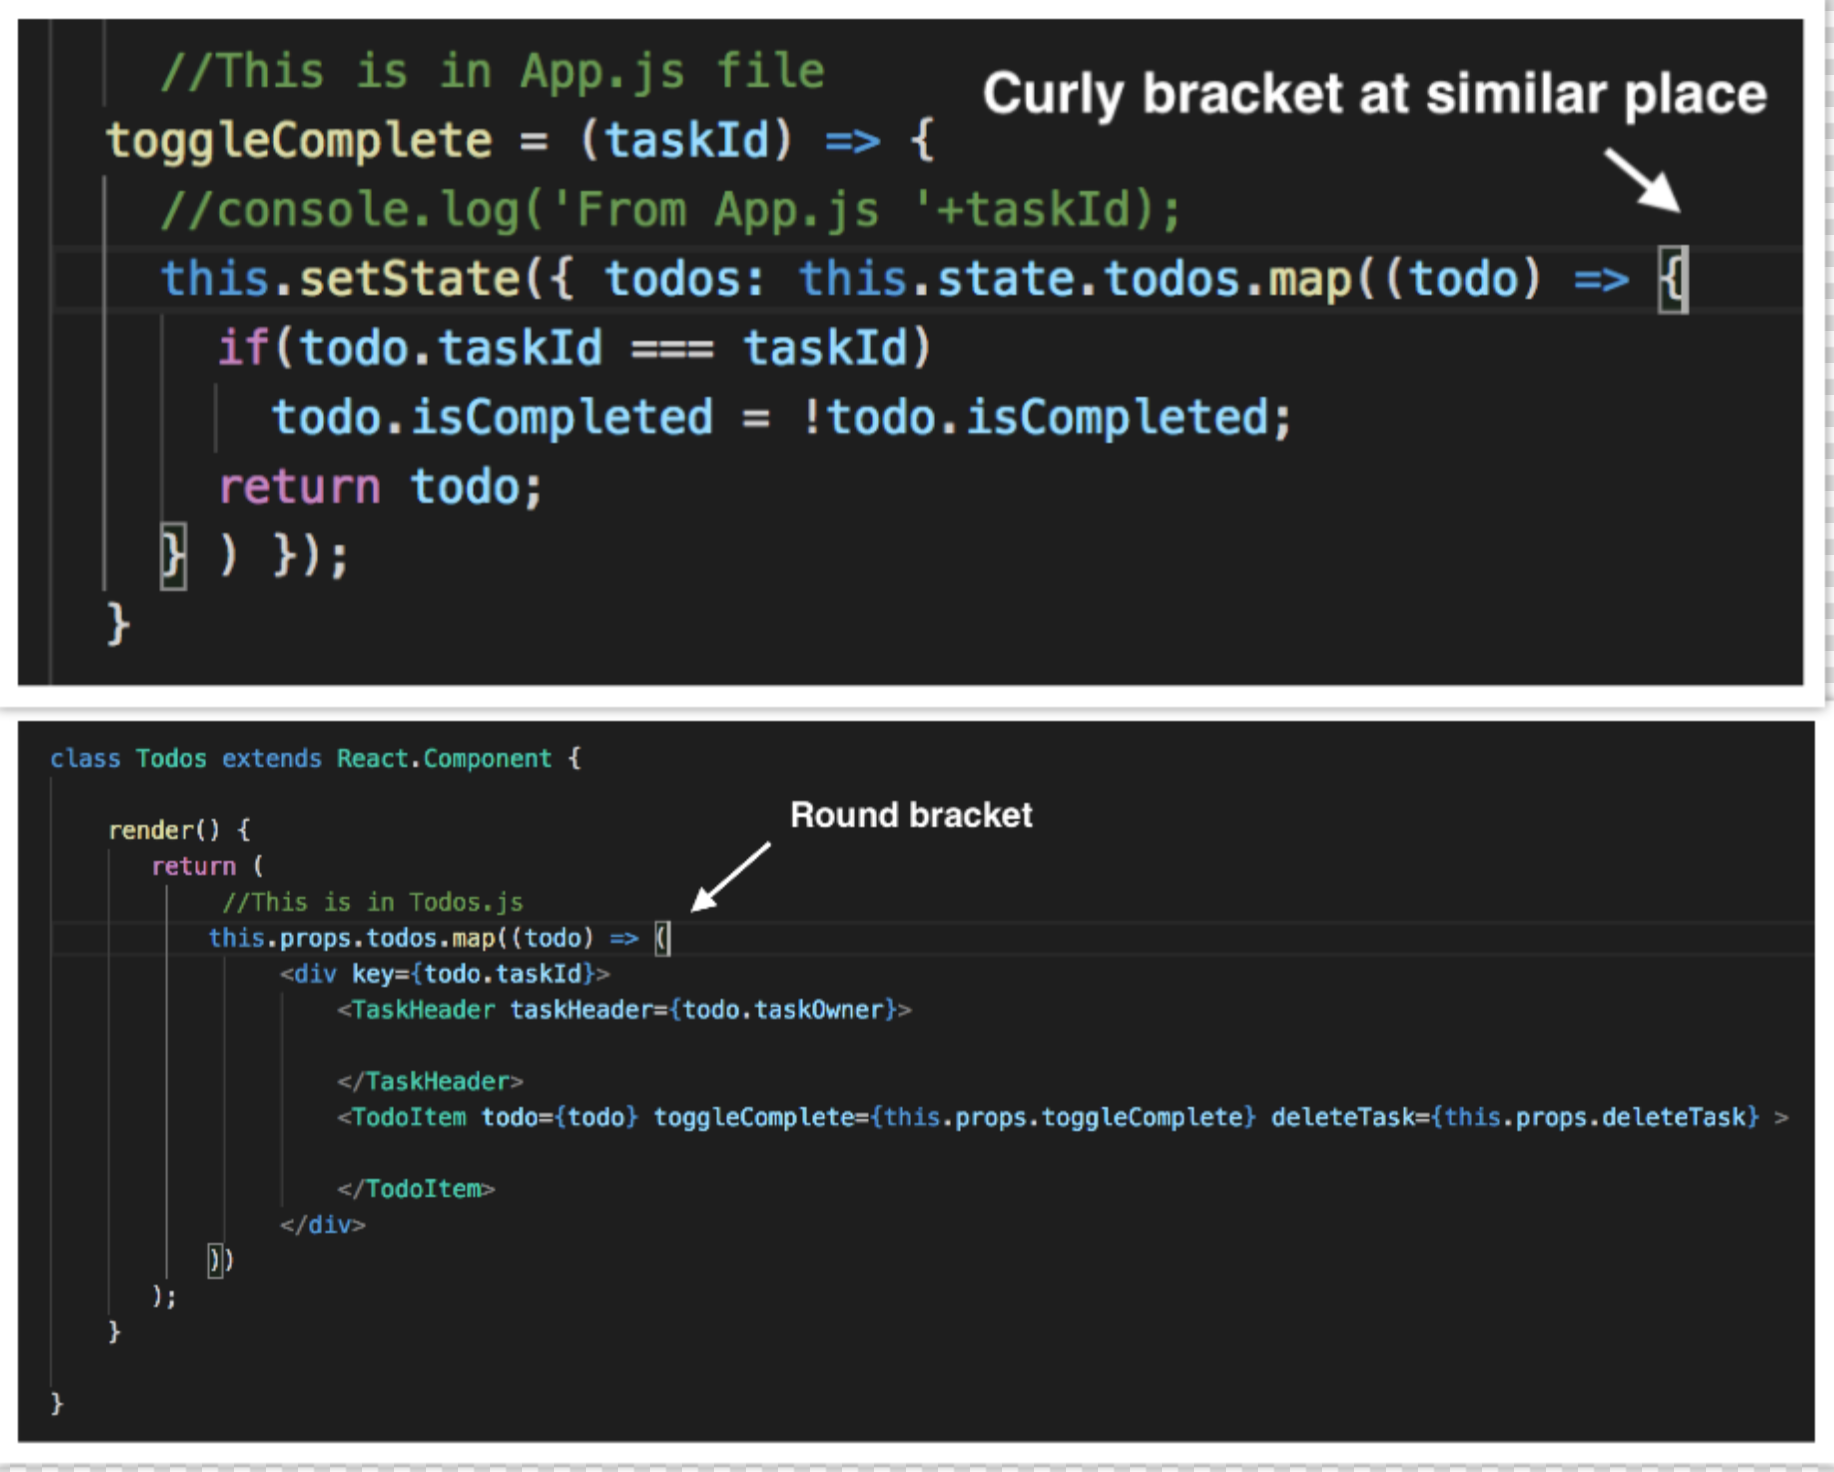 //This is in App.js file
Curly bracket at similar place
toggleComplete = (taskId) => {
//console.log('From App.js '+taskId);
this.setState({ todos: this.state.todos.map((todo) => {
if(todo.taskId === taskId)
todo.isCompleted = !todo.isCompleted;
return todo;
} ) });
}
class Todos extends React.Component {
Round bracket
render() {
return (
//This is in Todos.js
this.props.todos.map((todo) => (
<div key={todo.taskId}>
<TaskHeader taskHeader={todo.taskOwner}>
</TaskHeader>
<TodoItem todo={todo} toggleComplete={this.props.toggleComplete} deleteTask={this.props.deleteTask} >
</TodoItem>
</div>
))
);
}
}